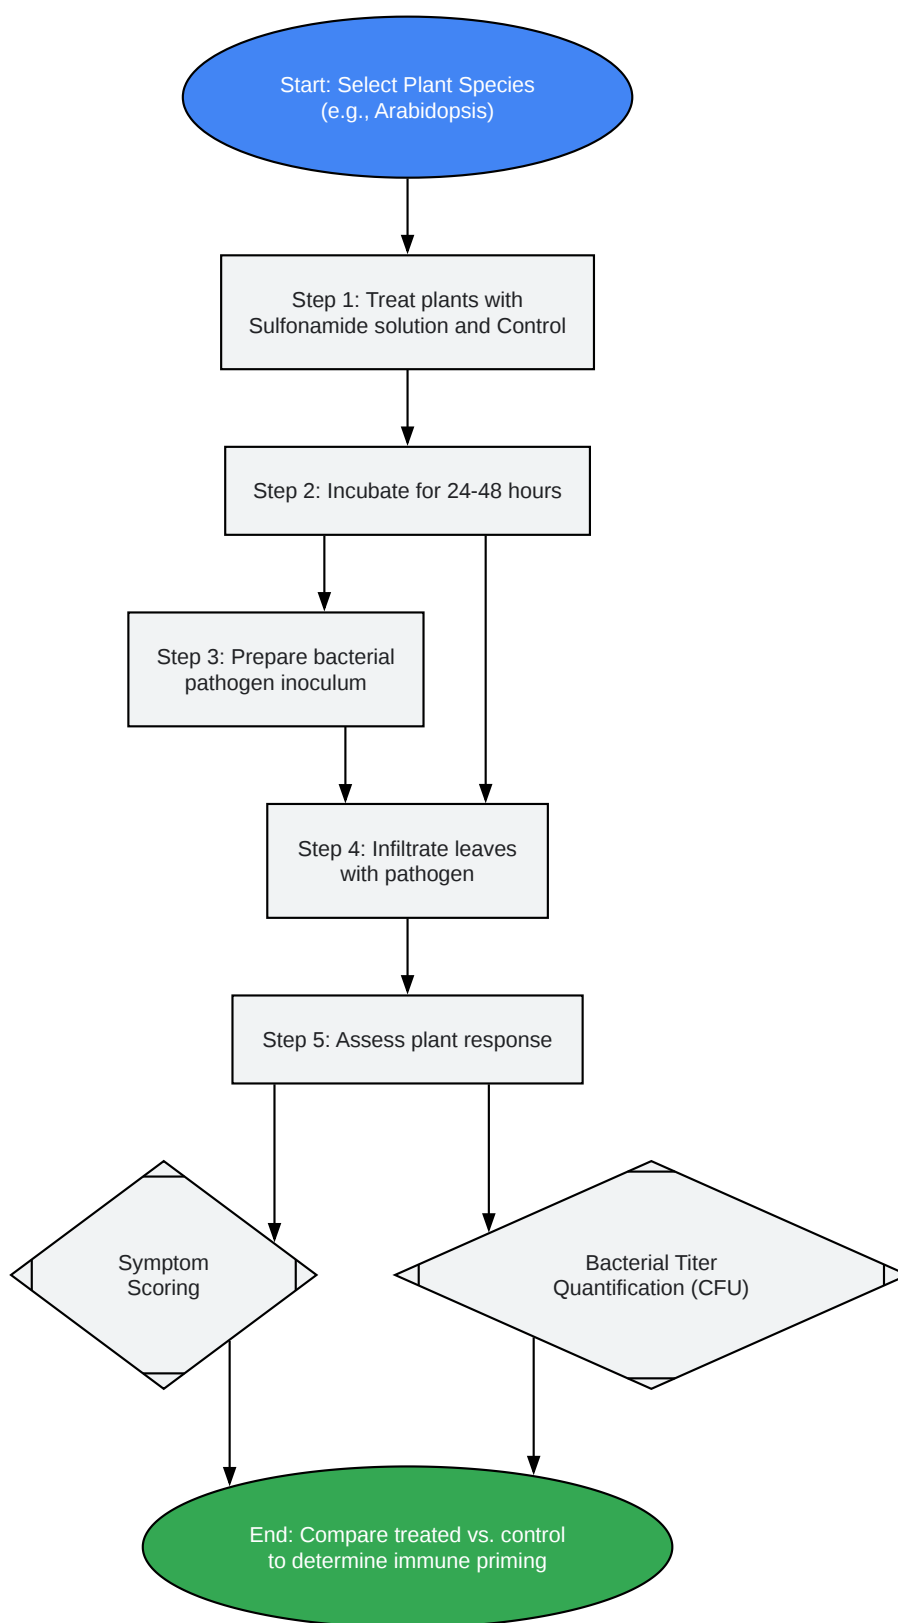 Start: Select Plant Species
(e.g., Arabidopsis)
Step 1: Treat plants with
Sulfonamide solution and Control
Step 2: Incubate for 24-48 hours
Step 3: Prepare bacterial
pathogen inoculum
Step 4: Infiltrate leaves
with pathogen
Step 5: Assess plant response
Symptom
Scoring
Bacterial Titer
Quantification (CFU)
End: Compare treated vs. control
to determine immune priming